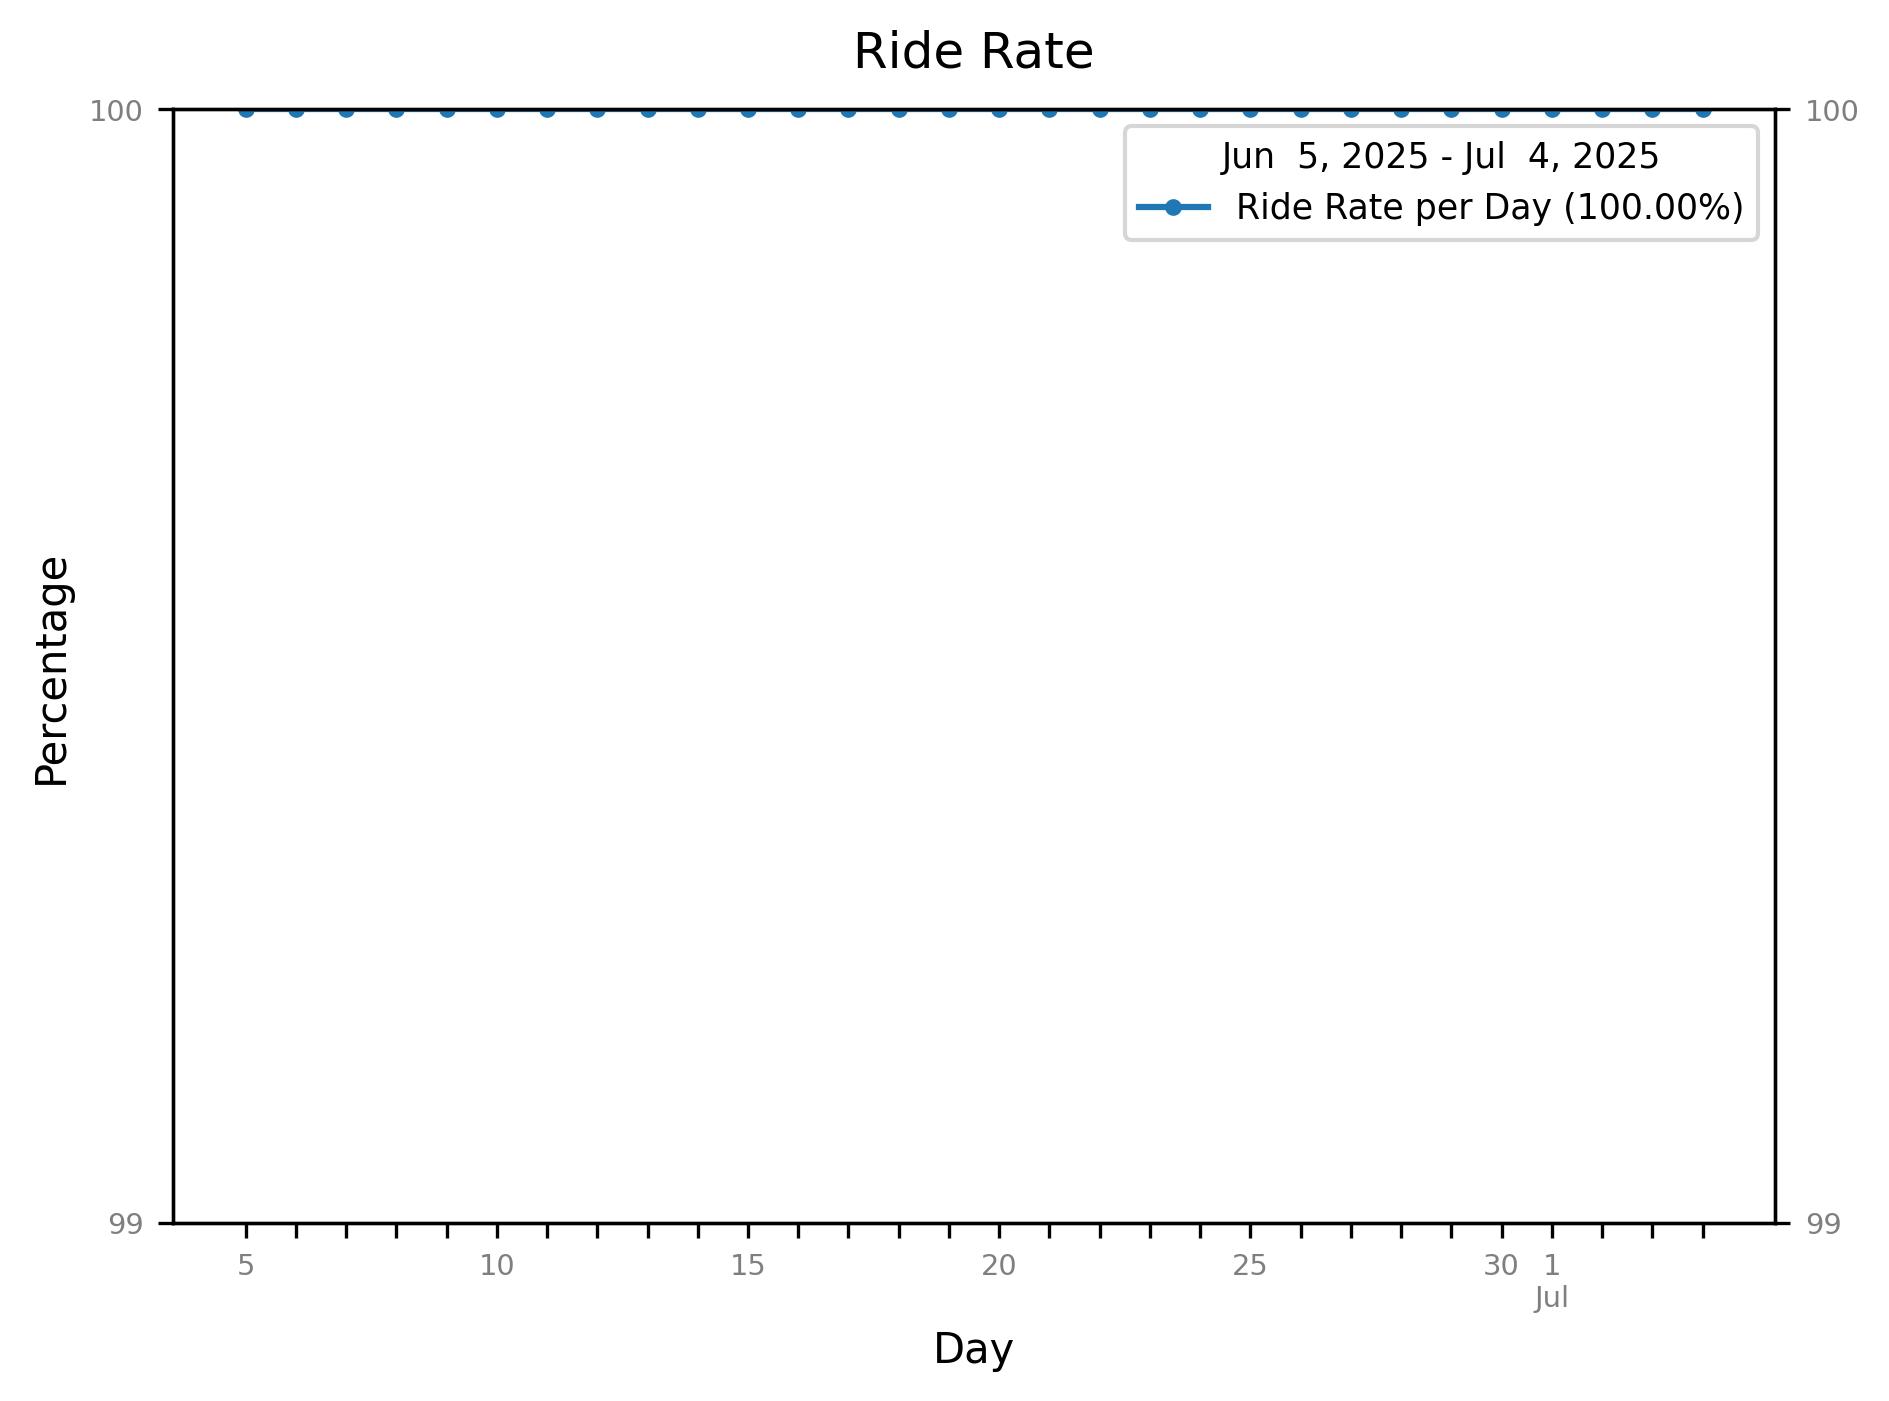 Ride Rate
100
100
Jun  5, 2025 - Jul  4, 2025
Ride Rate per Day (100.00%)
Percentage
99
99
5 10 15 20 25 30 1
Jul
Day